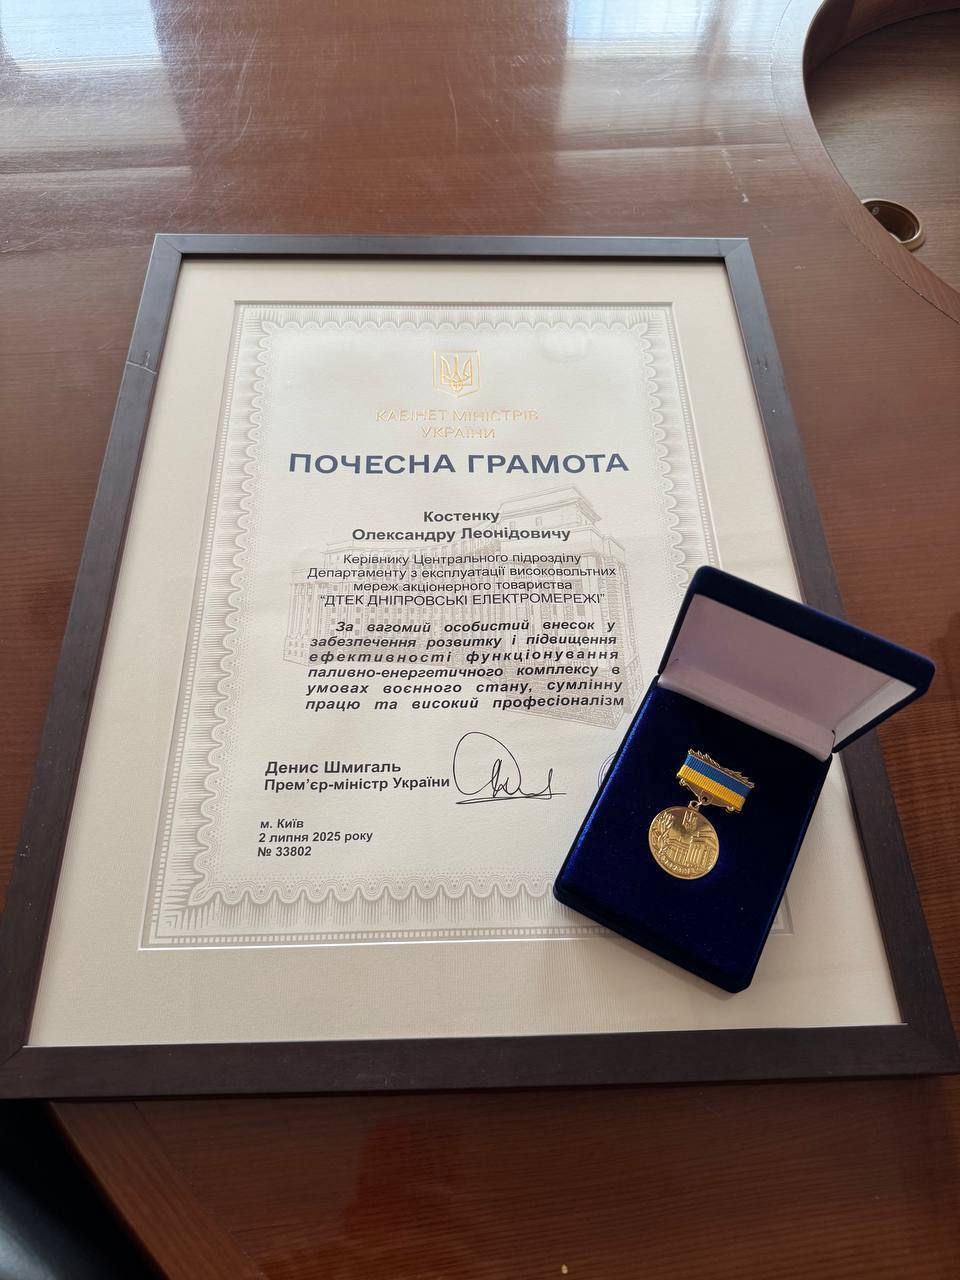 КАБІНЕТ МІНІСТРІВ
УКРАЇНИ
ПОЧЕСНА ГРАМОТА
Костенку
Олександру Леонідовичу
Керівнику Центрального підрозділу
Департаменту з експлуатації високовольтних
мереж акціонерного товариства
“ДТЕК ДНІПРОВСЬКІ ЕЛЕКТРОМЕРЕЖІ”
За вагомий особистий внесок у
забезпечення розвитку і підвищення
ефективності функціонування
паливно-енергетичного комплексу в
умовах воєнного стану, сумлінну
працю та високий професіоналізм
Денис Шмигаль
Прем’єр-міністр України
м. Київ
2 липня 2025 року
№ 33802